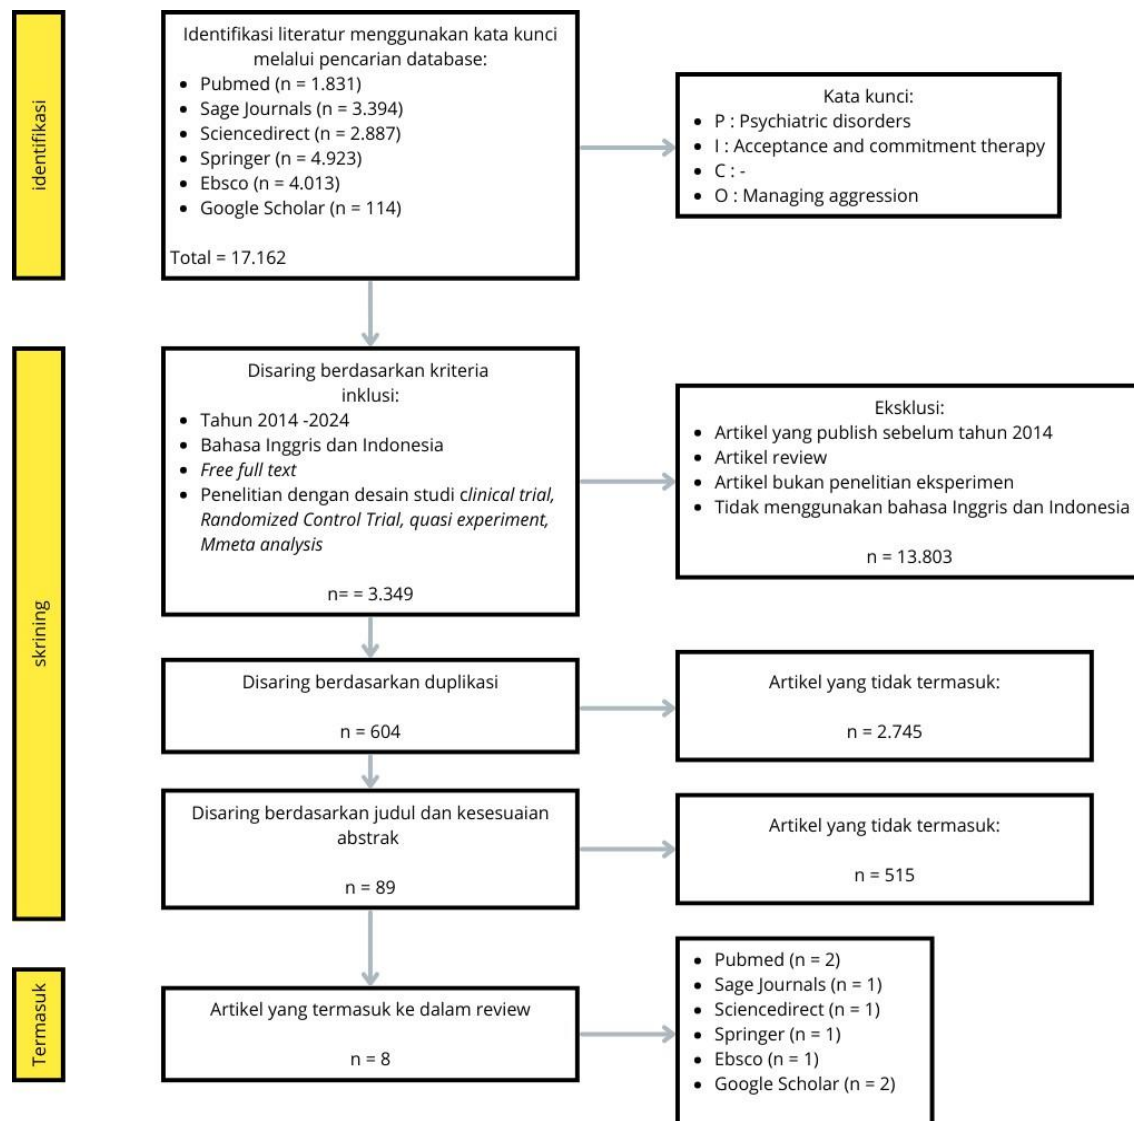 identifikasi
Identifikasi literatur menggunakan kata kunci
melalui pencarian database:
• Pubmed (n = 1.831)
• Sage Journals (n = 3.394)
• Sciencedirect (n = 2.887)
• Springer (n = 4.923)
• Ebsco (n = 4.013)
• Google Scholar (n = 114)
Total = 17.162
Kata kunci:
• P : Psychiatric disorders
• I : Acceptance and commitment therapy
• C : -
• O : Managing aggression
skrining
Disaring berdasarkan kriteria
inklusi:
• Tahun 2014 -2024
• Bahasa Inggris dan Indonesia
• Free full text
• Penelitian dengan desain studi clinical trial,
Randomized Control Trial, quasi experiment,
Mmeta analysis
n= = 3.349
Eksklusi:
• Artikel yang publish sebelum tahun 2014
• Artikel review
• Artikel bukan penelitian eksperimen
• Tidak menggunakan bahasa Inggris dan Indonesia
n = 13.803
Disaring berdasarkan duplikasi
n = 604
Artikel yang tidak termasuk:
n = 2.745
Disaring berdasarkan judul dan kesesuaian
abstrak
n = 89
Artikel yang tidak termasuk:
n = 515
Termasuk
Artikel yang termasuk ke dalam review
n = 8
• Pubmed (n = 2)
• Sage Journals (n = 1)
• Sciencedirect (n = 1)
• Springer (n = 1)
• Ebsco (n = 1)
• Google Scholar (n = 2)